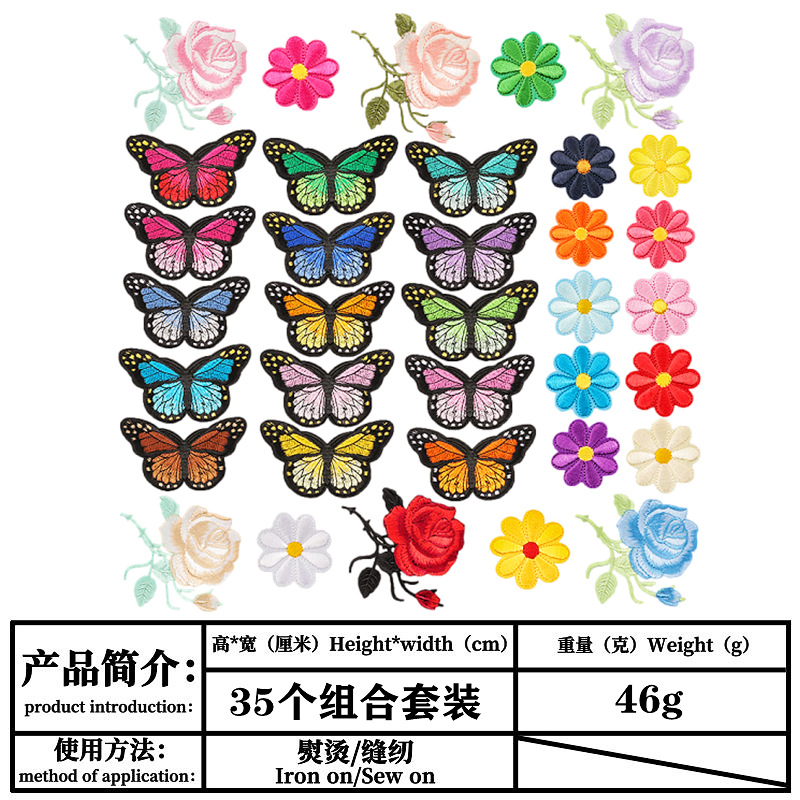 产品简介：
product introduction：
高*宽（厘米）Height*width（cm）
重量（克）Weight（g）
35个组合套装
46g
使用方法：
method of application：
熨烫/缝纫
Iron on/Sew on